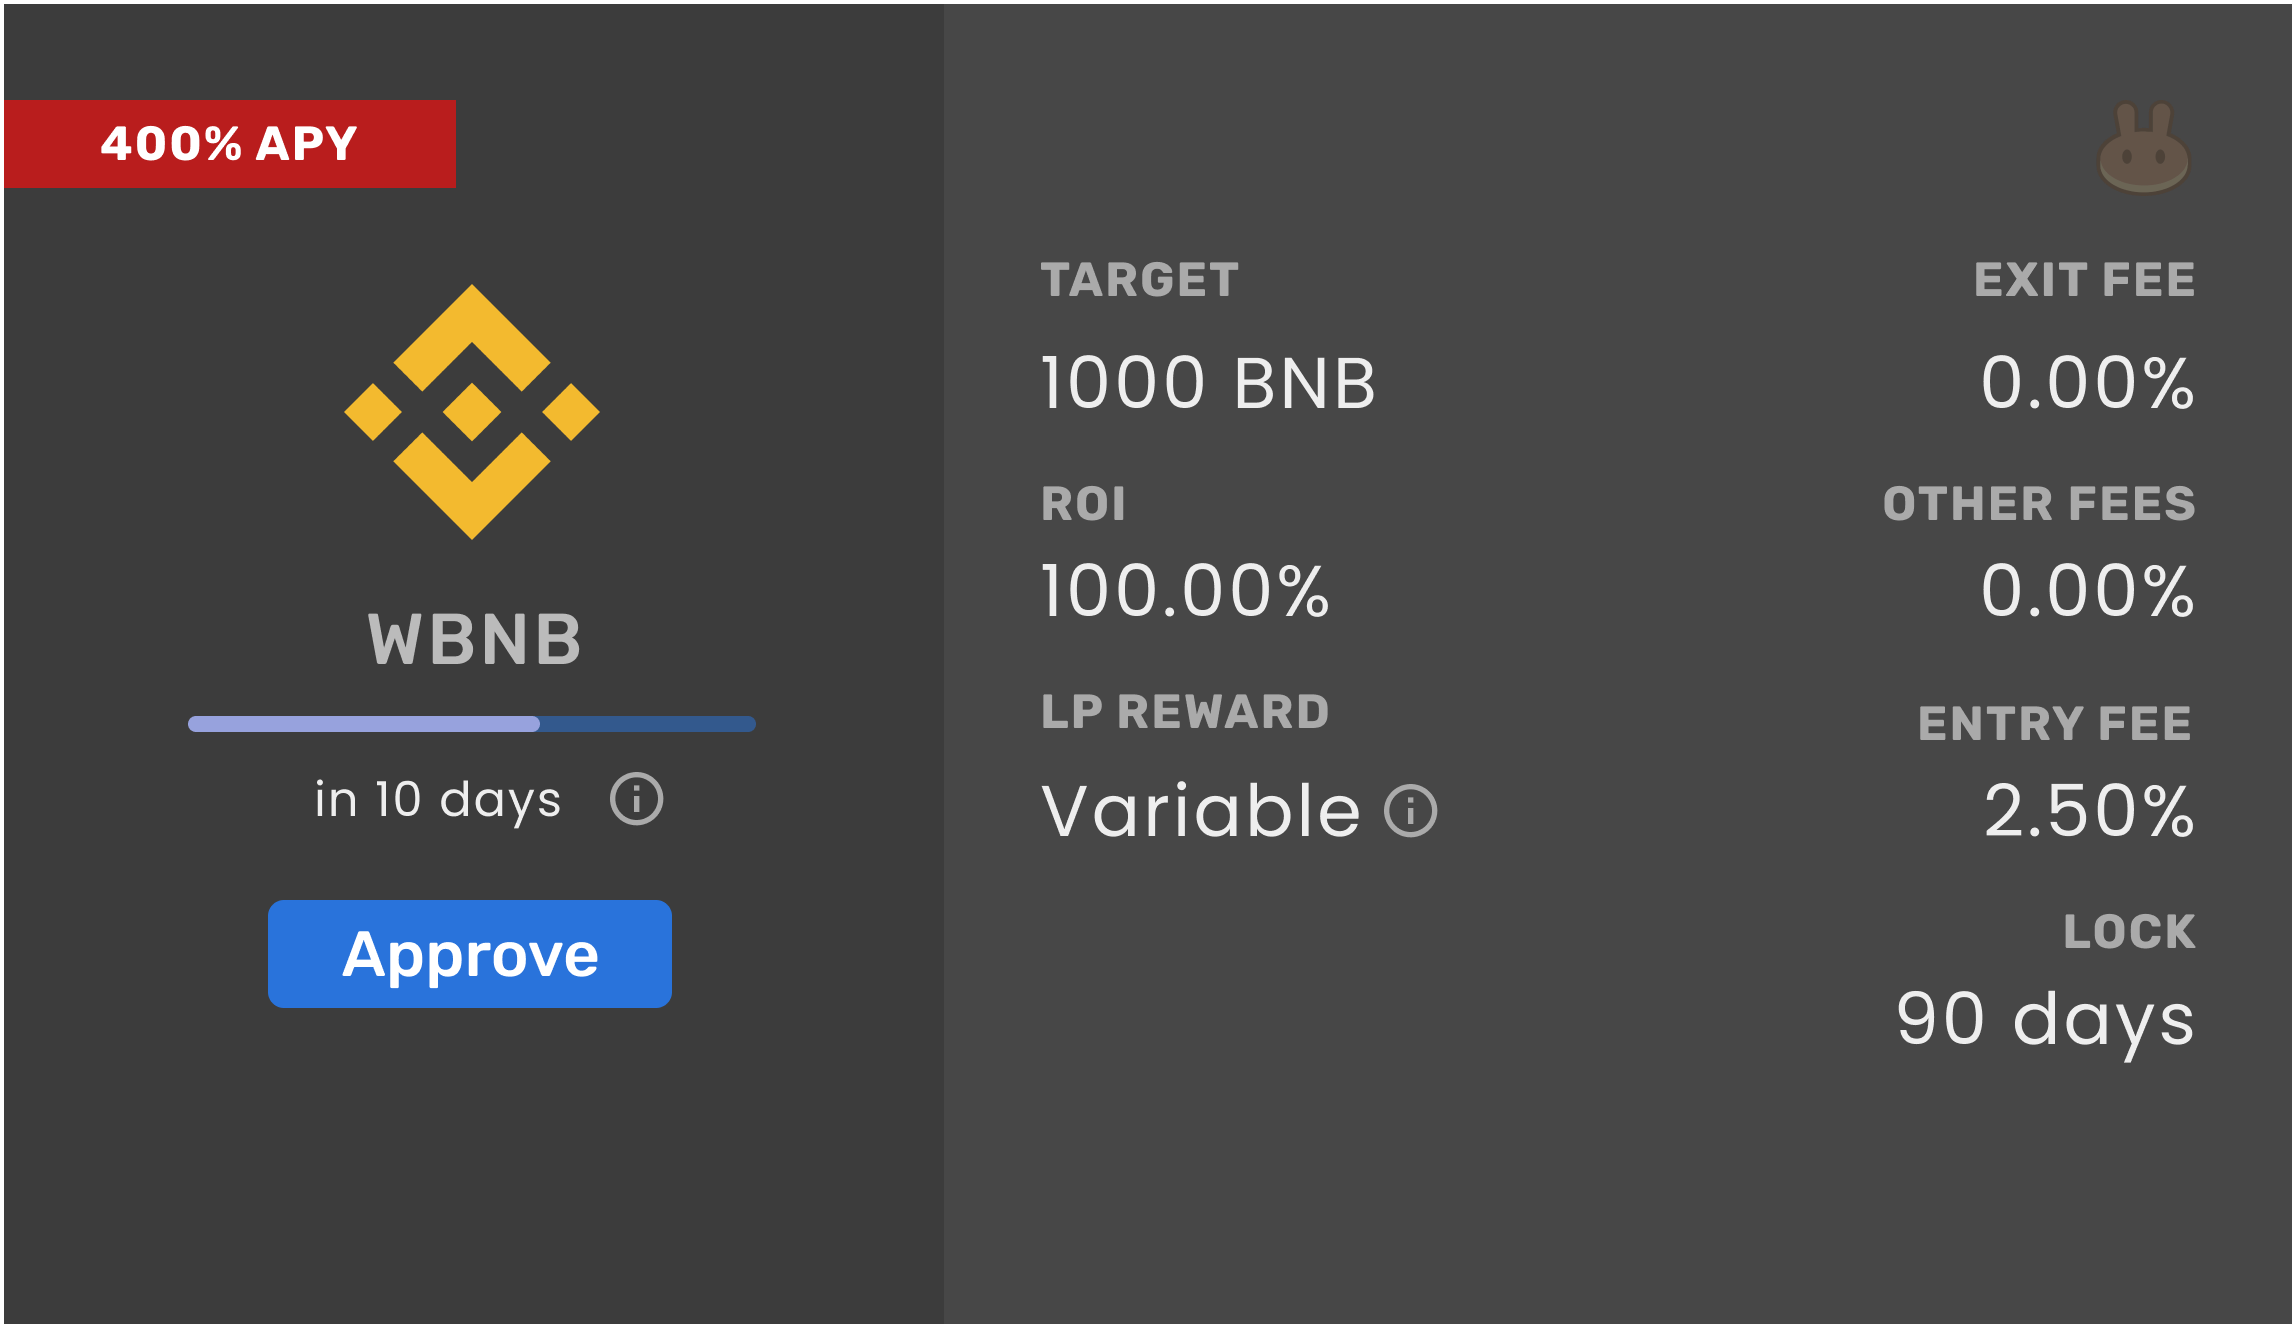 400% APY
WBNB
in 10 days
Approve
TARGET
1000 BNB
ROI
100.00%
LP REWARD
Variable
EXIT FEE
0.00%
OTHER FEES
0.00%
ENTRY FEE
2.50%
LOCK
90 days